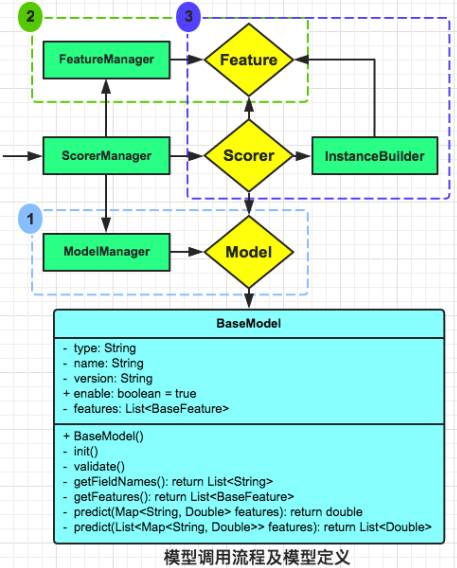 2
3
FeatureManager
Feature
ScorerManager
Scorer
InstanceBuilder
1
ModelManager
Model
BaseModel
- type: String
- name: String
- version: String
+ enable: boolean = true
- features: List<BaseFeature>
+ BaseModel()
- init()
- validate()
- getFieldNames(): return List<String>
- getFeatures(): return List<BaseFeature>
- predict(Map<String, Double> features): return double
- predict(List<Map<String, Double>> features): return List<Double>
模型调用流程及模型定义